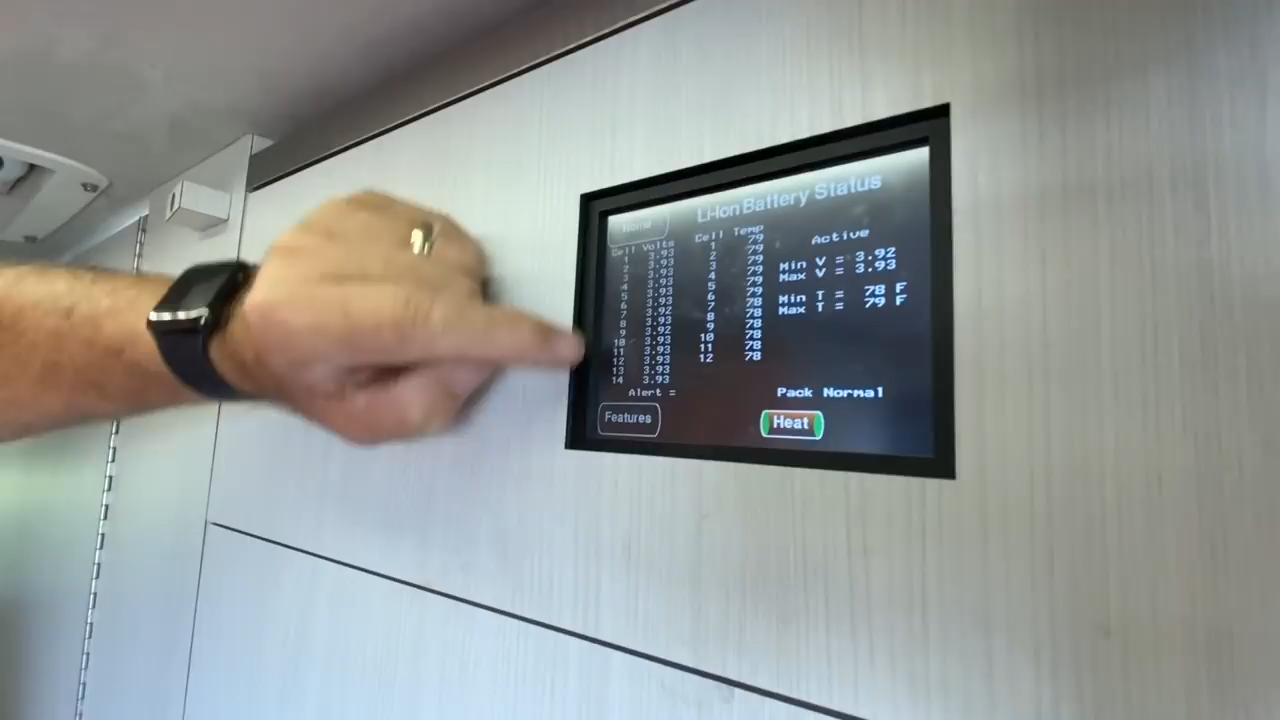 Home
Li-Ion Battery Status
Cell Volts
1 3.93
2 3.93
3 3.93
4 3.93
5 3.93
6 3.93
7 3.92
8 3.93
9 3.92
10 3.93
11 3.93
12 3.93
13 3.93
14 3.93
Cell Temp
1 79
2 79
3 79
4 79
5 79
6 79
7 78
8 78
9 78
10 78
11 78
12 78
Active
Min V = 3.92
Max V = 3.93
Min T = 78 F
Max T = 79 F
Alert =
Pack Normal
Features
Heat